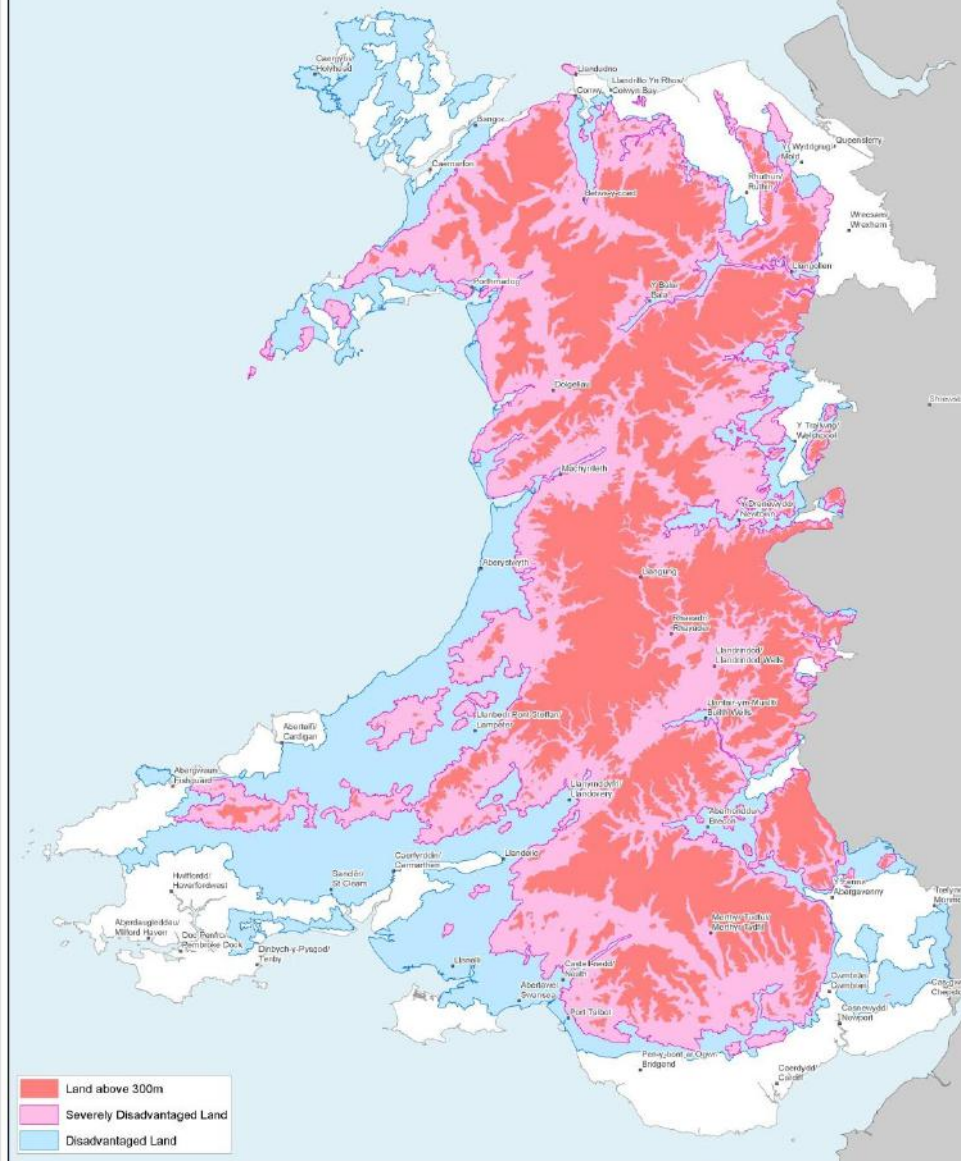 Caergybi/
Holyhead
Llandudno
Llandrillo Yn Rhos/
Colwyn Bay
Conwy
Bangor
Caernarfon
Betws-y-coed
Queensferry
Yr Wyddgrug/
Mold
Rhuthun/
Ruthin
Wrecsam/
Wrexham
Llangollen
Porthmadog
Y Bala/
Bala
Dolgellau
Y Trallwng/
Welshpool
Machynlleth
Y Drenewydd/
Newtown
Aberystwyth
Llangurig
Rhayader
Llandrindod/
Llandrindod Wells
Llanfair-ym-Muallt/
Builth Wells
Llanbedr Pont Steffan/
Lampeter
Aberteifi/
Cardigan
Abergwaun/
Fishguard
Llanymddyfri/
Llandovery
Aberhonddu/
Brecon
Llandeilo
Caerfyrddin/
Carmarthen
Sanclêr/
St Clears
Hwlffordd/
Haverfordwest
Aberdaugleddau/
Milford Haven
Doc Penfro/
Pembroke Dock
Dinbych-y-Pysgod/
Tenby
Y Fenni/
Abergavenny
Merthyr Tudful/
Merthyr Tydfil
Llanelli
Castell-nedd/
Neath
Abertawe/
Swansea
Port Talbot
Cwmbrân/
Cwmbran
Casnewydd/
Newport
Pen-y-bont ar Ogwr/
Bridgend
Caerdydd/
Cardiff
Land above 300m
Severely Disadvantaged Land
Disadvantaged Land